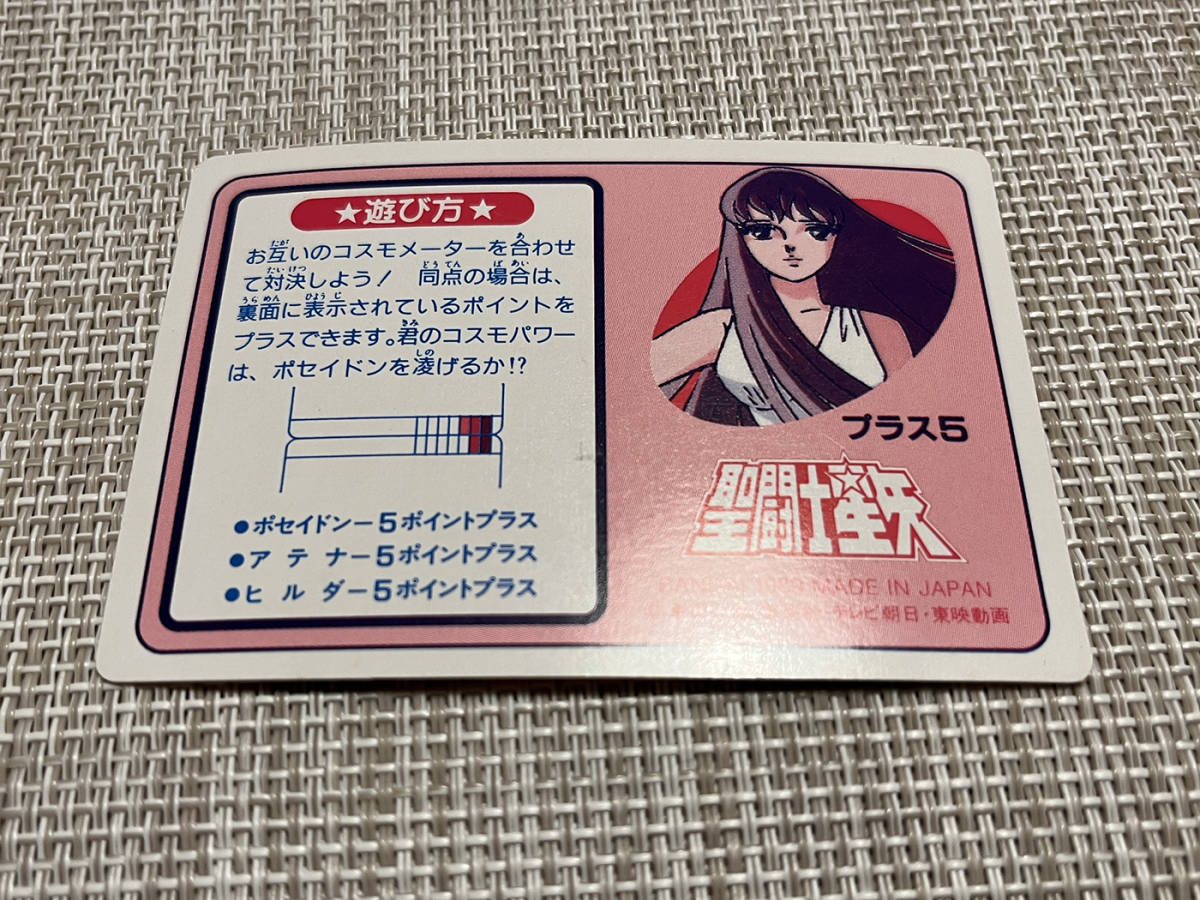 ★遊び方★
お互いのコスモメーターを合わせ
て対決しよう! 同点の場合は、
裏面に表示されているポイントを
プラスできます。君のコスモパワー
は、ポセイドンを凌げるか!?
●ポセイドン−5ポイントプラス
●アテナ−5ポイントプラス
●ヒルダ−5ポイントプラス
プラス5
聖闘士星矢
MADE IN JAPAN
テレビ朝日・東映動画